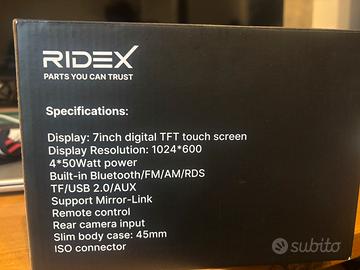 RIDEX
PARTS YOU CAN TRUST
Specifications:
Display: 7inch digital TFT touch screen
Display Resolution: 1024*600
4*50Watt power
Built-in Bluetooth/FM/AM/RDS
TF/USB 2.0/AUX
Support Mirror-Link
Remote control
Rear camera input
Slim body case: 45mm
ISO connector
subito